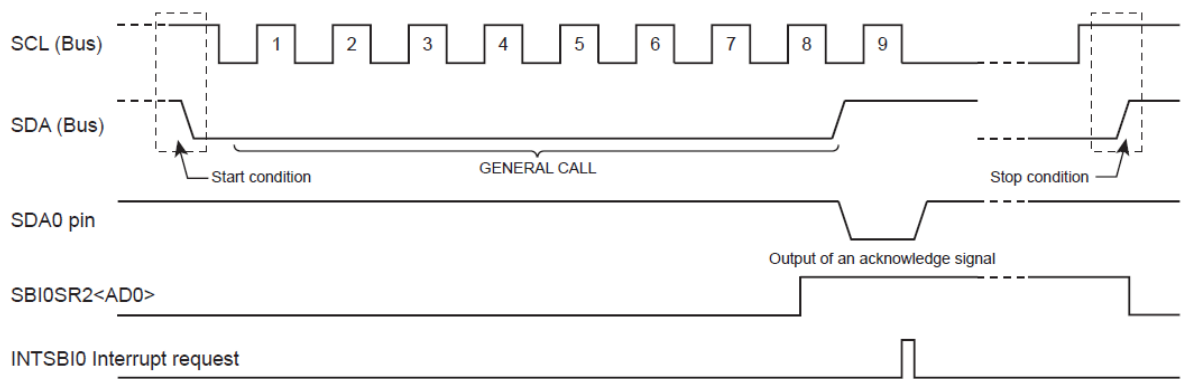 SCL (Bus)
1 2 3 4 5 6 7 8 9
SDA (Bus)
Start condition
GENERAL CALL
Stop condition
SDA0 pin
Output of an acknowledge signal
SBI0SR2<AD0>
INTSBI0 Interrupt request